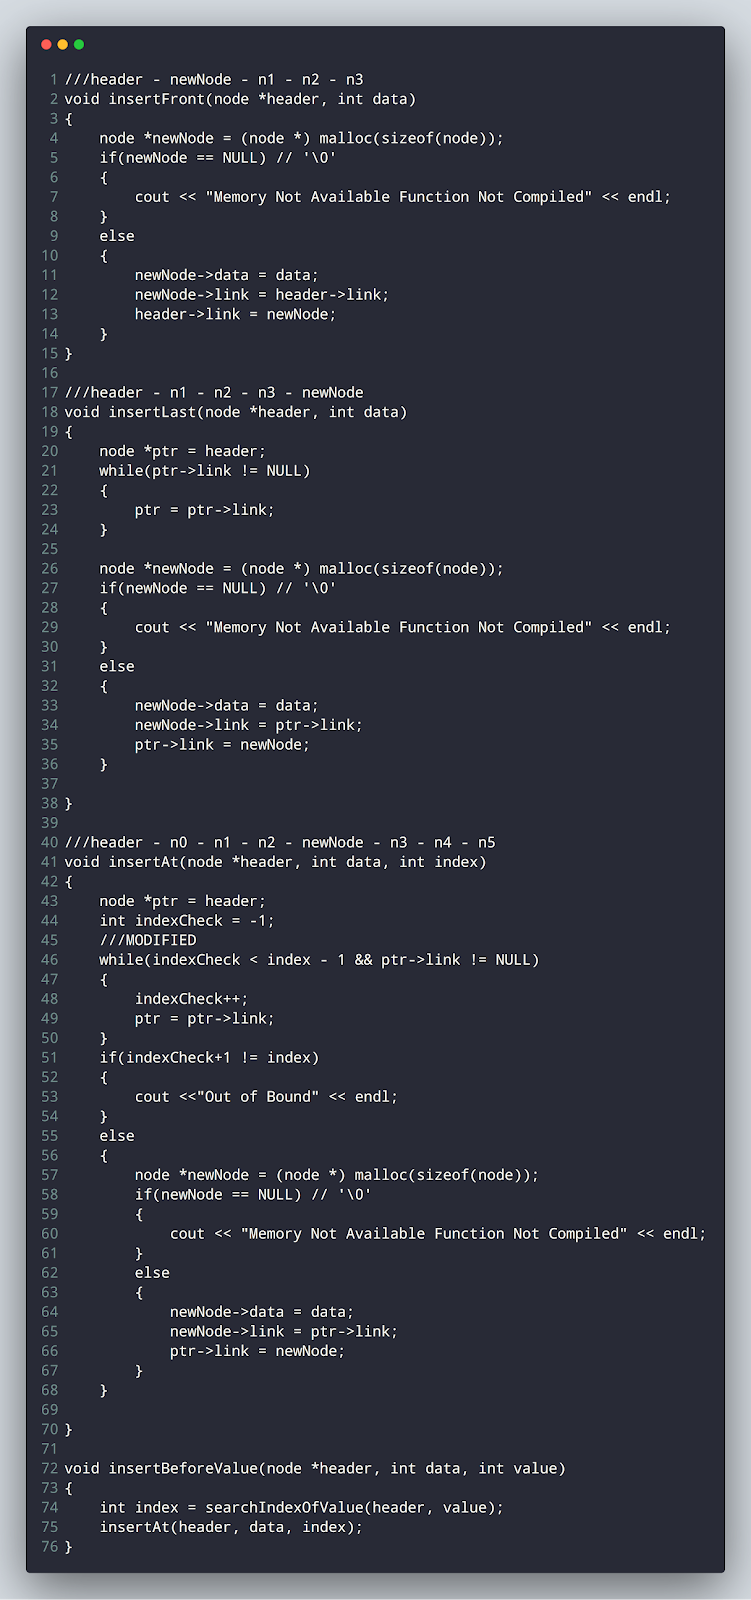 1 ///header - newNode - n1 - n2 - n3
2 void insertFront(node *header, int data)
3 {
4     node *newNode = (node *) malloc(sizeof(node));
5     if(newNode == NULL) // '\0'
6     {
7         cout << "Memory Not Available Function Not Compiled" << endl;
8     }
9     else
10     {
11         newNode->data = data;
12         newNode->link = header->link;
13         header->link = newNode;
14     }
15 }
16
17 ///header - n1 - n2 - n3 - newNode
18 void insertLast(node *header, int data)
19 {
20     node *ptr = header;
21     while(ptr->link != NULL)
22     {
23         ptr = ptr->link;
24     }
25
26     node *newNode = (node *) malloc(sizeof(node));
27     if(newNode == NULL) // '\0'
28     {
29         cout << "Memory Not Available Function Not Compiled" << endl;
30     }
31     else
32     {
33         newNode->data = data;
34         newNode->link = ptr->link;
35         ptr->link = newNode;
36     }
37
38 }
39
40 ///header - n0 - n1 - n2 - newNode - n3 - n4 - n5
41 void insertAt(node *header, int data, int index)
42 {
43     node *ptr = header;
44     int indexCheck = -1;
45     ///MODIFIED
46     while(indexCheck < index - 1 && ptr->link != NULL)
47     {
48         indexCheck++;
49         ptr = ptr->link;
50     }
51     if(indexCheck+1 != index)
52     {
53         cout <<"Out of Bound" << endl;
54     }
55     else
56     {
57         node *newNode = (node *) malloc(sizeof(node));
58         if(newNode == NULL) // '\0'
59         {
60             cout << "Memory Not Available Function Not Compiled" << endl;
61         }
62         else
63         {
64             newNode->data = data;
65             newNode->link = ptr->link;
66             ptr->link = newNode;
67         }
68     }
69
70 }
71
72 void insertBeforeValue(node *header, int data, int value)
73 {
74     int index = searchIndexOfValue(header, value);
75     insertAt(header, data, index);
76 }